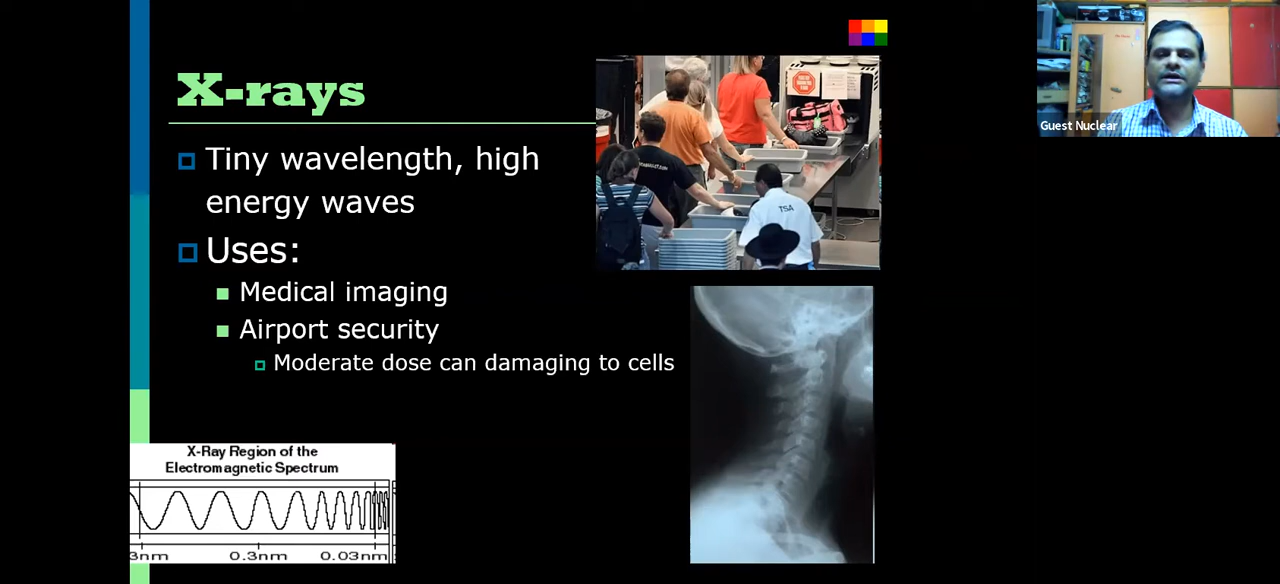 X-rays
Tiny wavelength, high
energy waves
Uses:
Medical imaging
Airport security
Moderate dose can damaging to cells
X-Ray Region of the
Electromagnetic Spectrum
3nm 0.3nm 0.03nm
TSA
Guest Nuclear